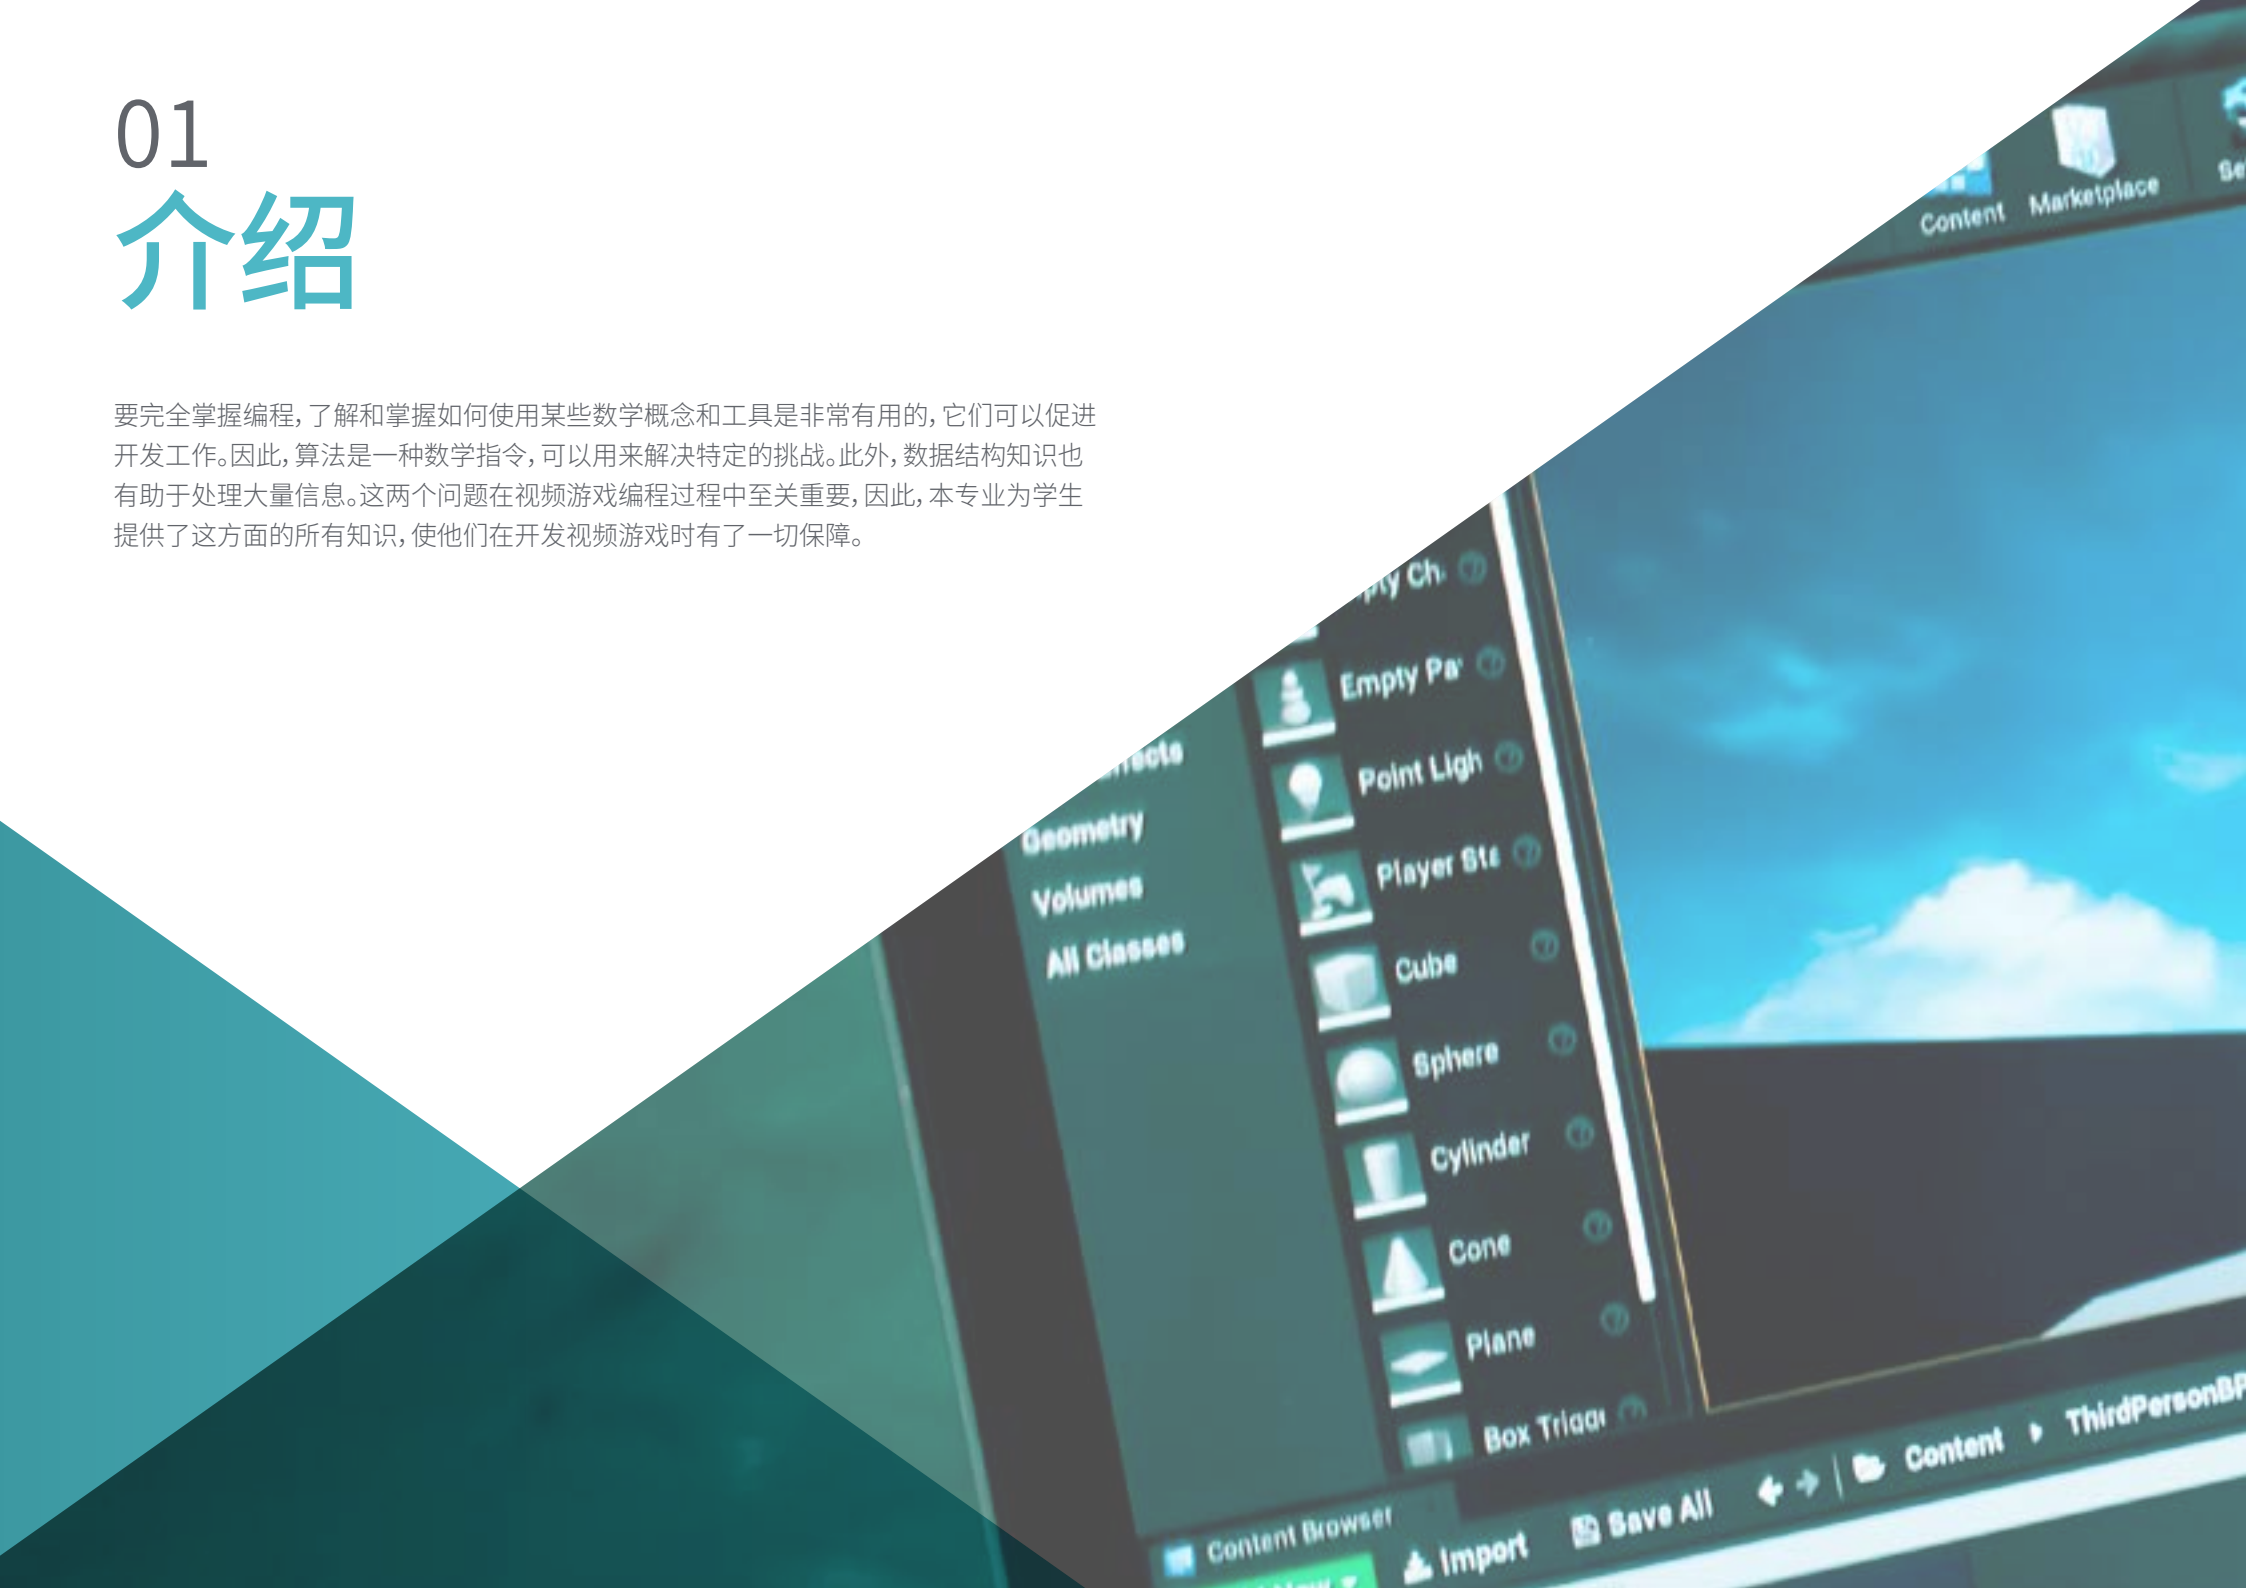 01
介绍
要完全掌握编程，了解和掌握如何使用某些数学概念和工具是非常有用的，它们可以促进
开发工作。因此，算法是一种数学指令，可以用来解决特定的挑战。此外，数据结构知识也
有助于处理大量信息。这两个问题在视频游戏编程过程中至关重要，因此，本专业为学生
提供了这方面的所有知识，使他们在开发视频游戏时有了一切保障。
Content
Marketplace
Empty Pa
Point Ligh
Geometry
Player Sta
Volumes
All Classes
Cube
Sphere
Cylinder
Cone
Plane
Box Trigg
Content
ThirdPersonBP
Save All
Import
Content Browser